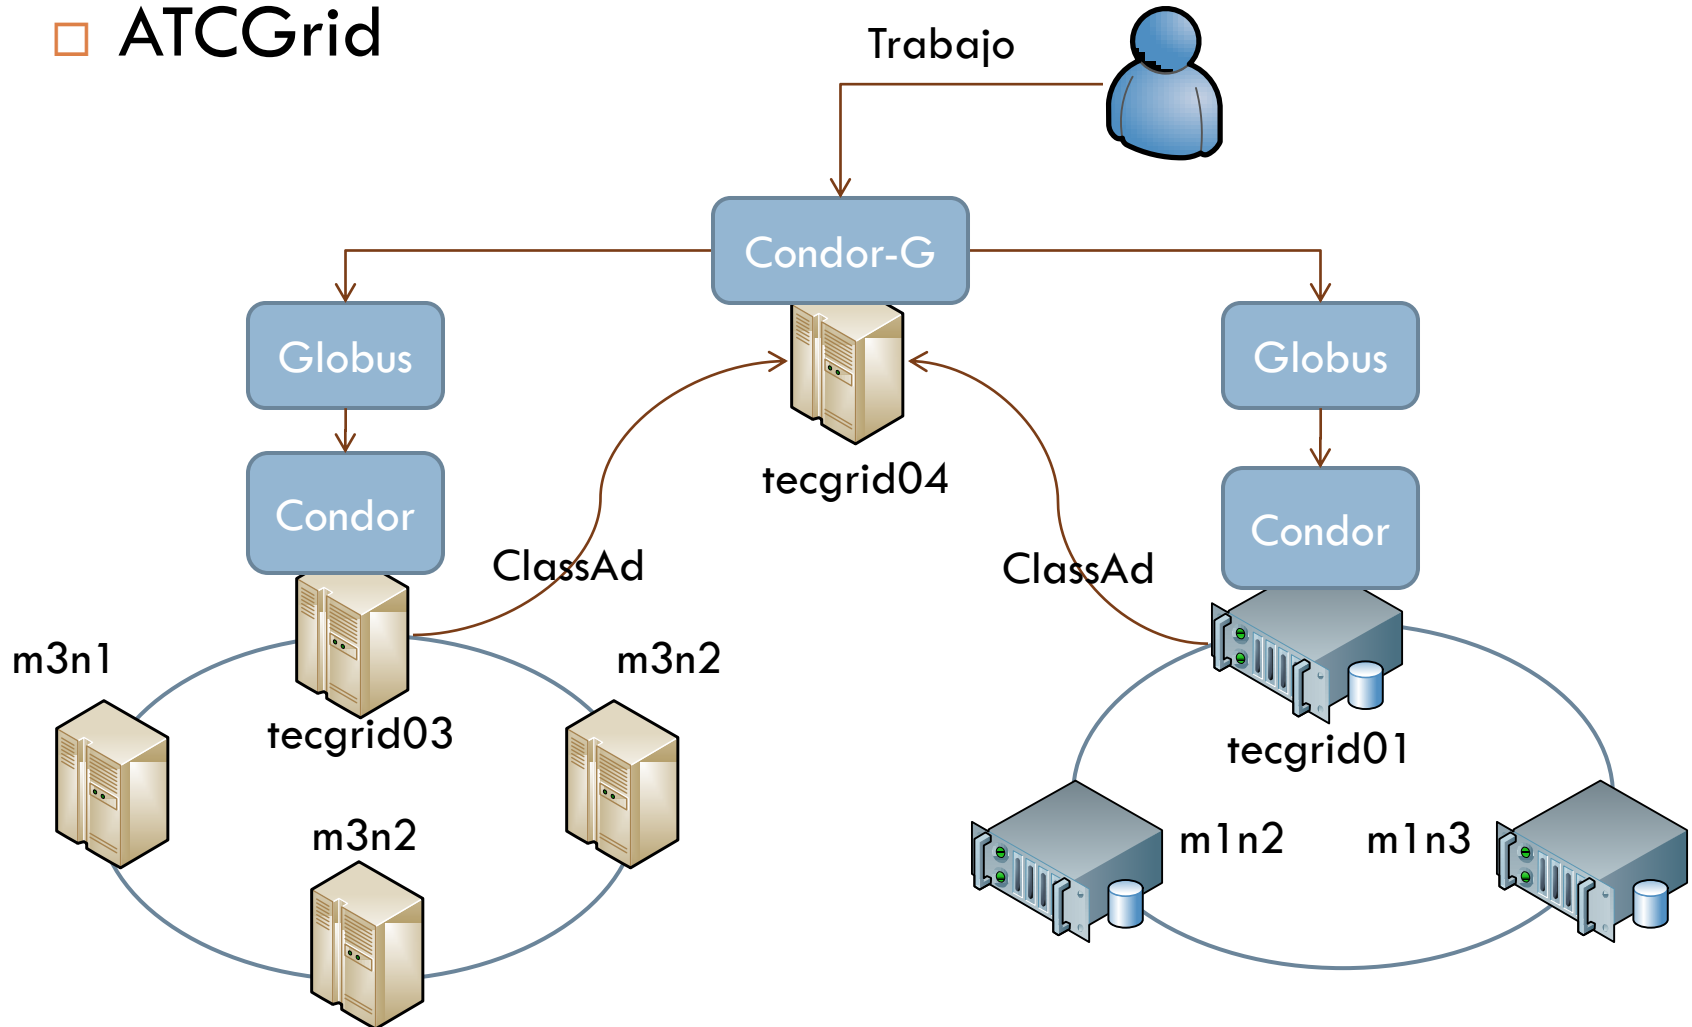 ATCGrid
Trabajo
Condor-G
Globus
Globus
tecgrid04
Condor
Condor
ClassAd
ClassAd
m3n1
m3n2
tecgrid03
tecgrid01
m3n2
m1n2
m1n3